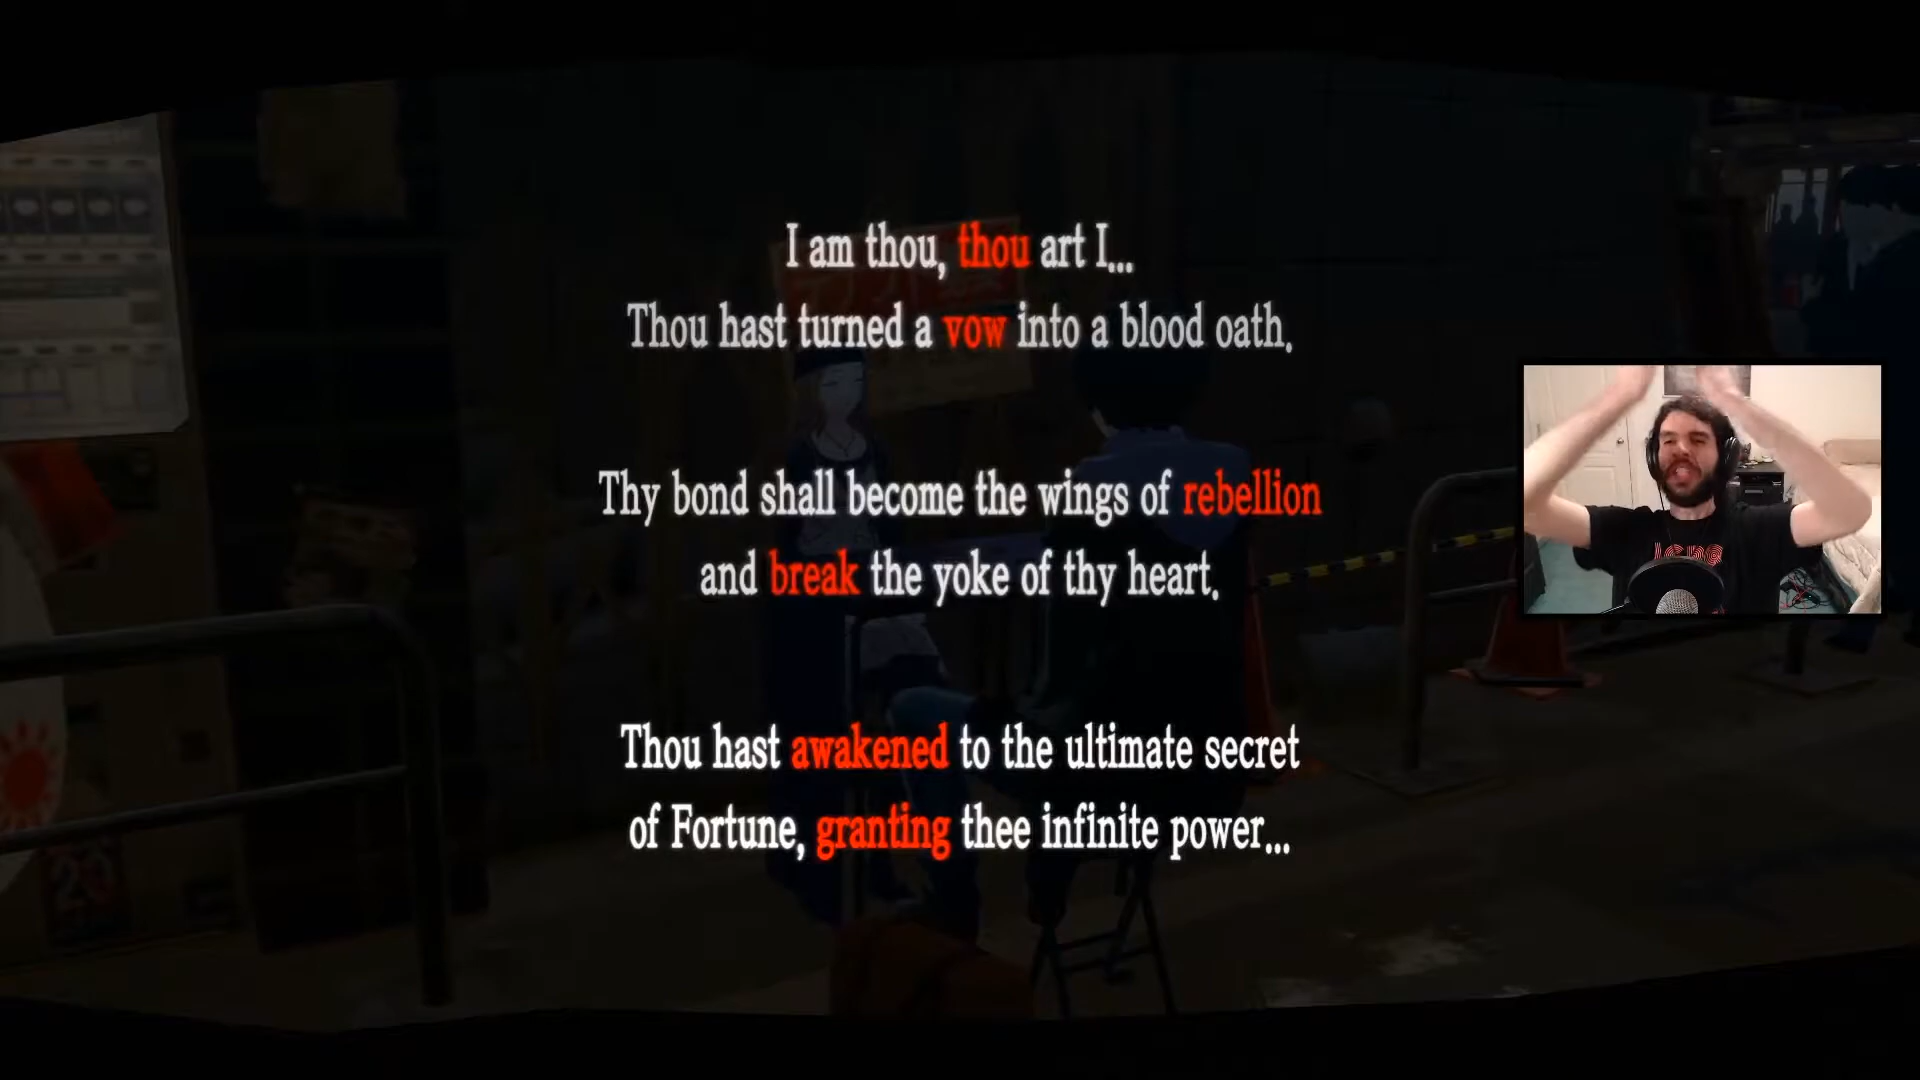 I am thou, thou art I...
Thou hast turned a vow into a blood oath.
Thy bond shall become the wings of rebellion
and break the yoke of thy heart.
Thou hast awakened to the ultimate secret
of Fortune, granting thee infinite power...